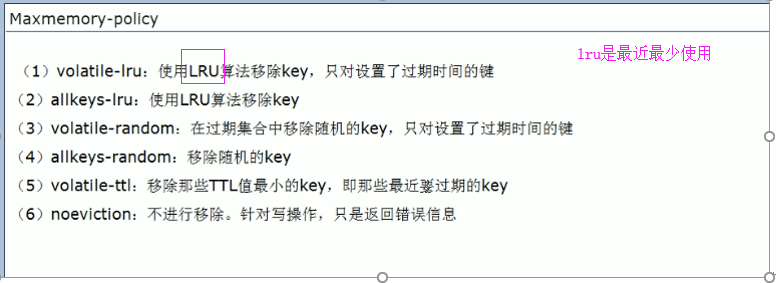 Maxmemory-policy
lru是最近最少使用
（1）volatile-lru：使用LRU算法移除key，只对设置了过期时间的键
（2）allkeys-lru：使用LRU算法移除key
（3）volatile-random：在过期集合中移除随机的key，只对设置了过期时间的键
（4）allkeys-random：移除随机的key
（5）volatile-ttl：移除那些TTL值最小的key，即那些最近要过期的key
（6）noeviction：不进行移除。针对写操作，只是返回错误信息